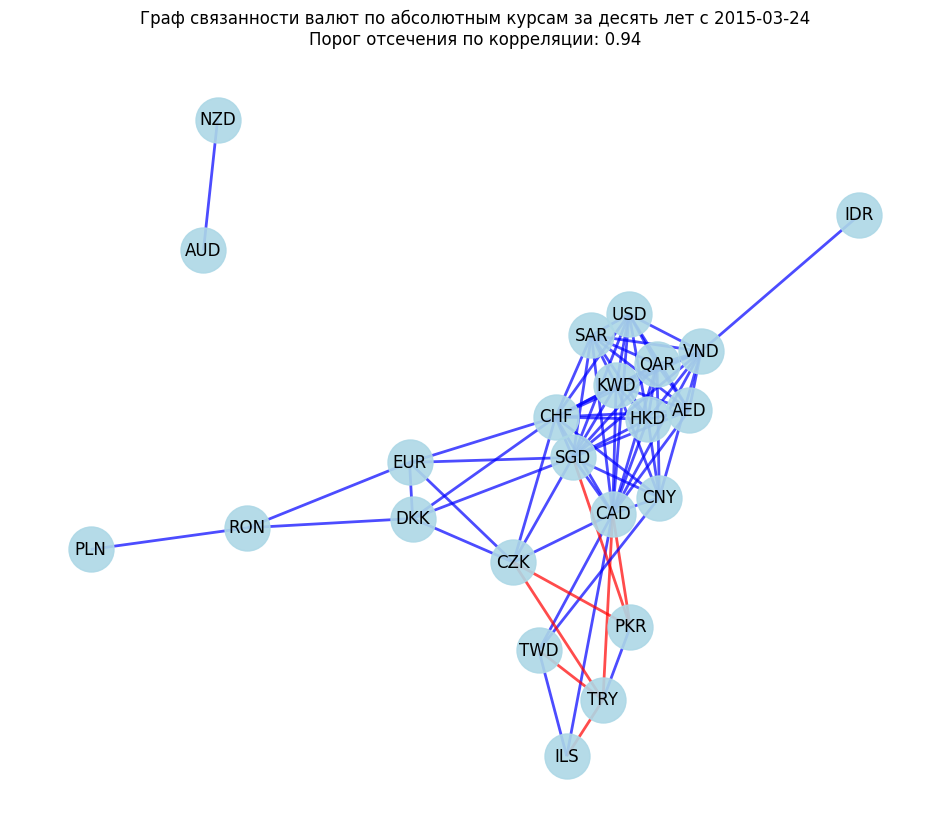 Граф связанности валют по абсолютным курсам за десять лет с 2015-03-24
Порог отсечения по корреляции: 0.94
NZD
IDR
AUD
USD
SAR
VND
QAR
KWD
AED
CHF
HKD
SGD
EUR
CNY
CAD
DKK
RON
PLN
CZK
PKR
TWD
TRY
ILS